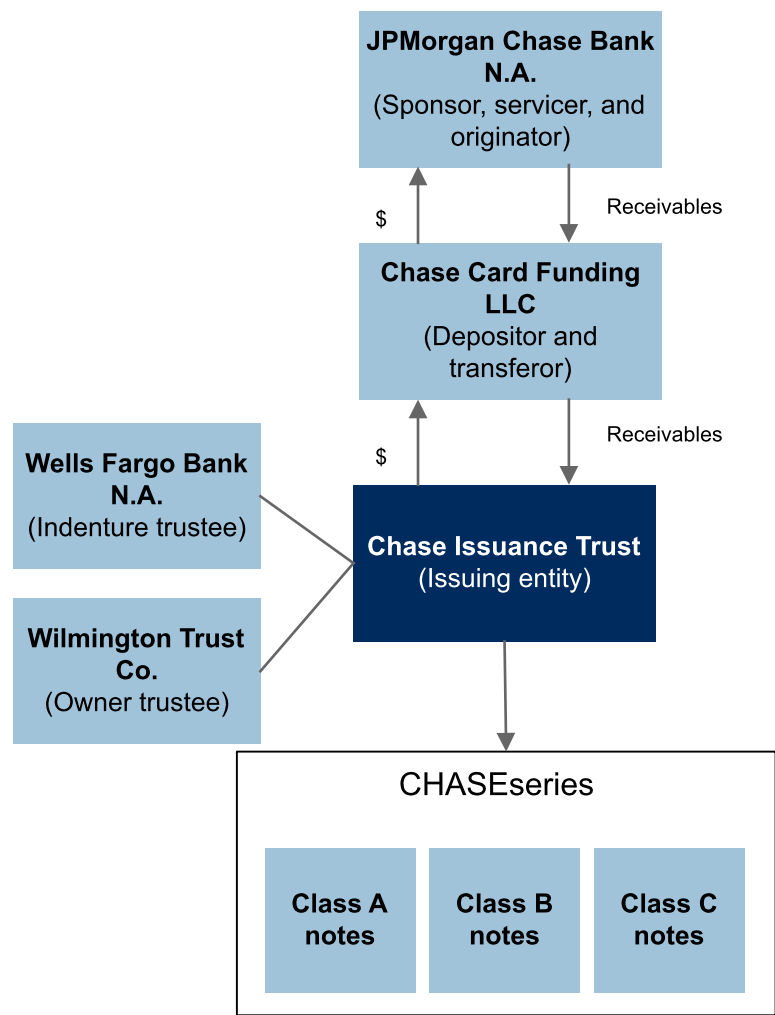 JPMorgan Chase Bank
N.A.
(Sponsor, servicer, and
originator)
$
Receivables
Chase Card Funding
LLC
(Depositor and
transferor)
$
Receivables
Wells Fargo Bank
N.A.
(Indenture trustee)
Chase Issuance Trust
(Issuing entity)
Wilmington Trust
Co.
(Owner trustee)
CHASEseries
Class A
notes
Class B
notes
Class C
notes